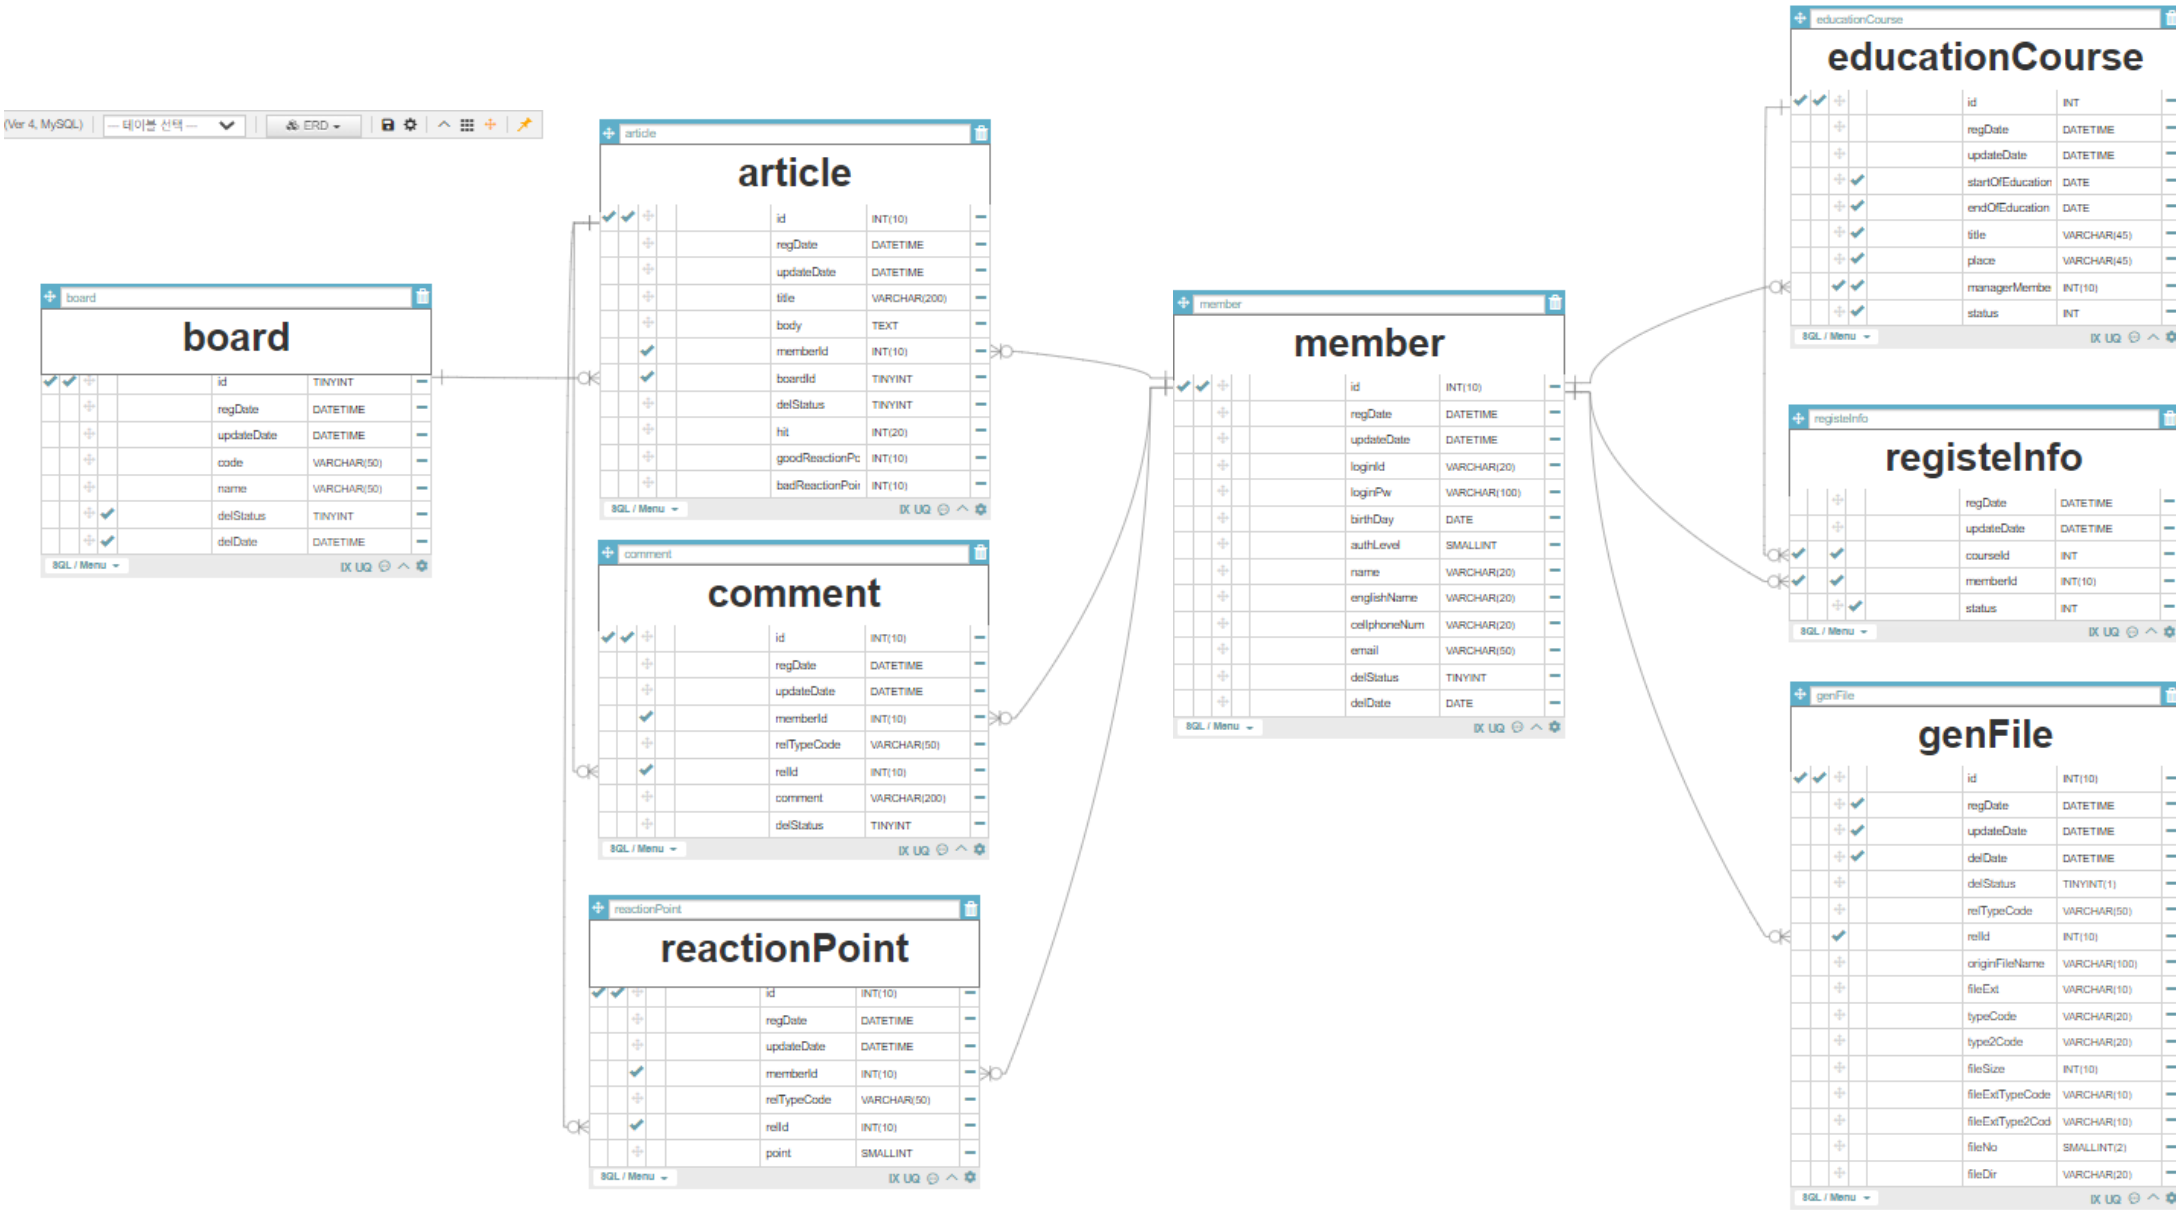 (Ver 4, MySQL)
--- 테이블 선택 ---
ERD
board
board
id TINYINT
regDate DATETIME
updateDate DATETIME
code VARCHAR(50)
name VARCHAR(50)
delStatus TINYINT
delDate DATETIME
SQL / Menu
IX UQ
article
article
id INT(10)
regDate DATETIME
updateDate DATETIME
title VARCHAR(200)
body TEXT
memberId INT(10)
boardId TINYINT
delStatus TINYINT
hit INT(20)
goodReactionPc INT(10)
badReactionPoir INT(10)
SQL / Menu
IX UQ
comment
comment
id INT(10)
regDate DATETIME
updateDate DATETIME
memberId INT(10)
relTypeCode VARCHAR(50)
relId INT(10)
comment VARCHAR(200)
delStatus TINYINT
SQL / Menu
IX UQ
reactionPoint
reactionPoint
id INT(10)
regDate DATETIME
updateDate DATETIME
memberId INT(10)
relTypeCode VARCHAR(50)
relId INT(10)
point SMALLINT
SQL / Menu
IX UQ
member
member
id INT(10)
regDate DATETIME
updateDate DATETIME
loginId VARCHAR(20)
loginPw VARCHAR(100)
birthDay DATE
authLevel SMALLINT
name VARCHAR(20)
englishName VARCHAR(20)
cellphoneNum VARCHAR(20)
email VARCHAR(50)
delStatus TINYINT
delDate DATE
SQL / Menu
IX UQ
educationCourse
educationCourse
id INT
regDate DATETIME
updateDate DATETIME
startOfEducation DATE
endOfEducation DATE
title VARCHAR(45)
place VARCHAR(45)
managerMembe INT(10)
status INT
SQL / Menu
IX UQ
registeInfo
registeInfo
regDate DATETIME
updateDate DATETIME
courseId INT
memberId INT(10)
status INT
SQL / Menu
IX UQ
genFile
genFile
id INT(10)
regDate DATETIME
updateDate DATETIME
delDate DATETIME
delStatus TINYINT(1)
relTypeCode VARCHAR(50)
relId INT(10)
originFileName VARCHAR(100)
fileExt VARCHAR(10)
typeCode VARCHAR(20)
type2Code VARCHAR(20)
fileSize INT(10)
fileExtTypeCode VARCHAR(10)
fileExtType2Cod VARCHAR(10)
fileNo SMALLINT(2)
fileDir VARCHAR(20)
SQL / Menu
IX UQ